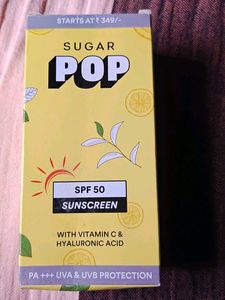 STARTS AT ₹ 349/-
SUGAR
POP
SPF 50
SUNSCREEN
WITH VITAMIN C &
HYALURONIC ACID
PA +++ UVA & UVB PROTECTION